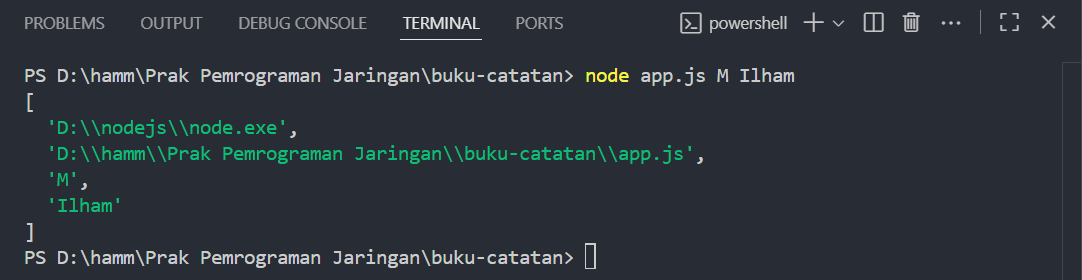 PROBLEMS OUTPUT DEBUG CONSOLE TERMINAL PORTS powershell
PS D:\hamm\Prak Pemrograman Jaringan\buku-catatan> node app.js M Ilham
[
'D:\\nodejs\\node.exe',
'D:\\hamm\\Prak Pemrograman Jaringan\\buku-catatan\\app.js',
'M',
'Ilham'
]
PS D:\hamm\Prak Pemrograman Jaringan\buku-catatan>